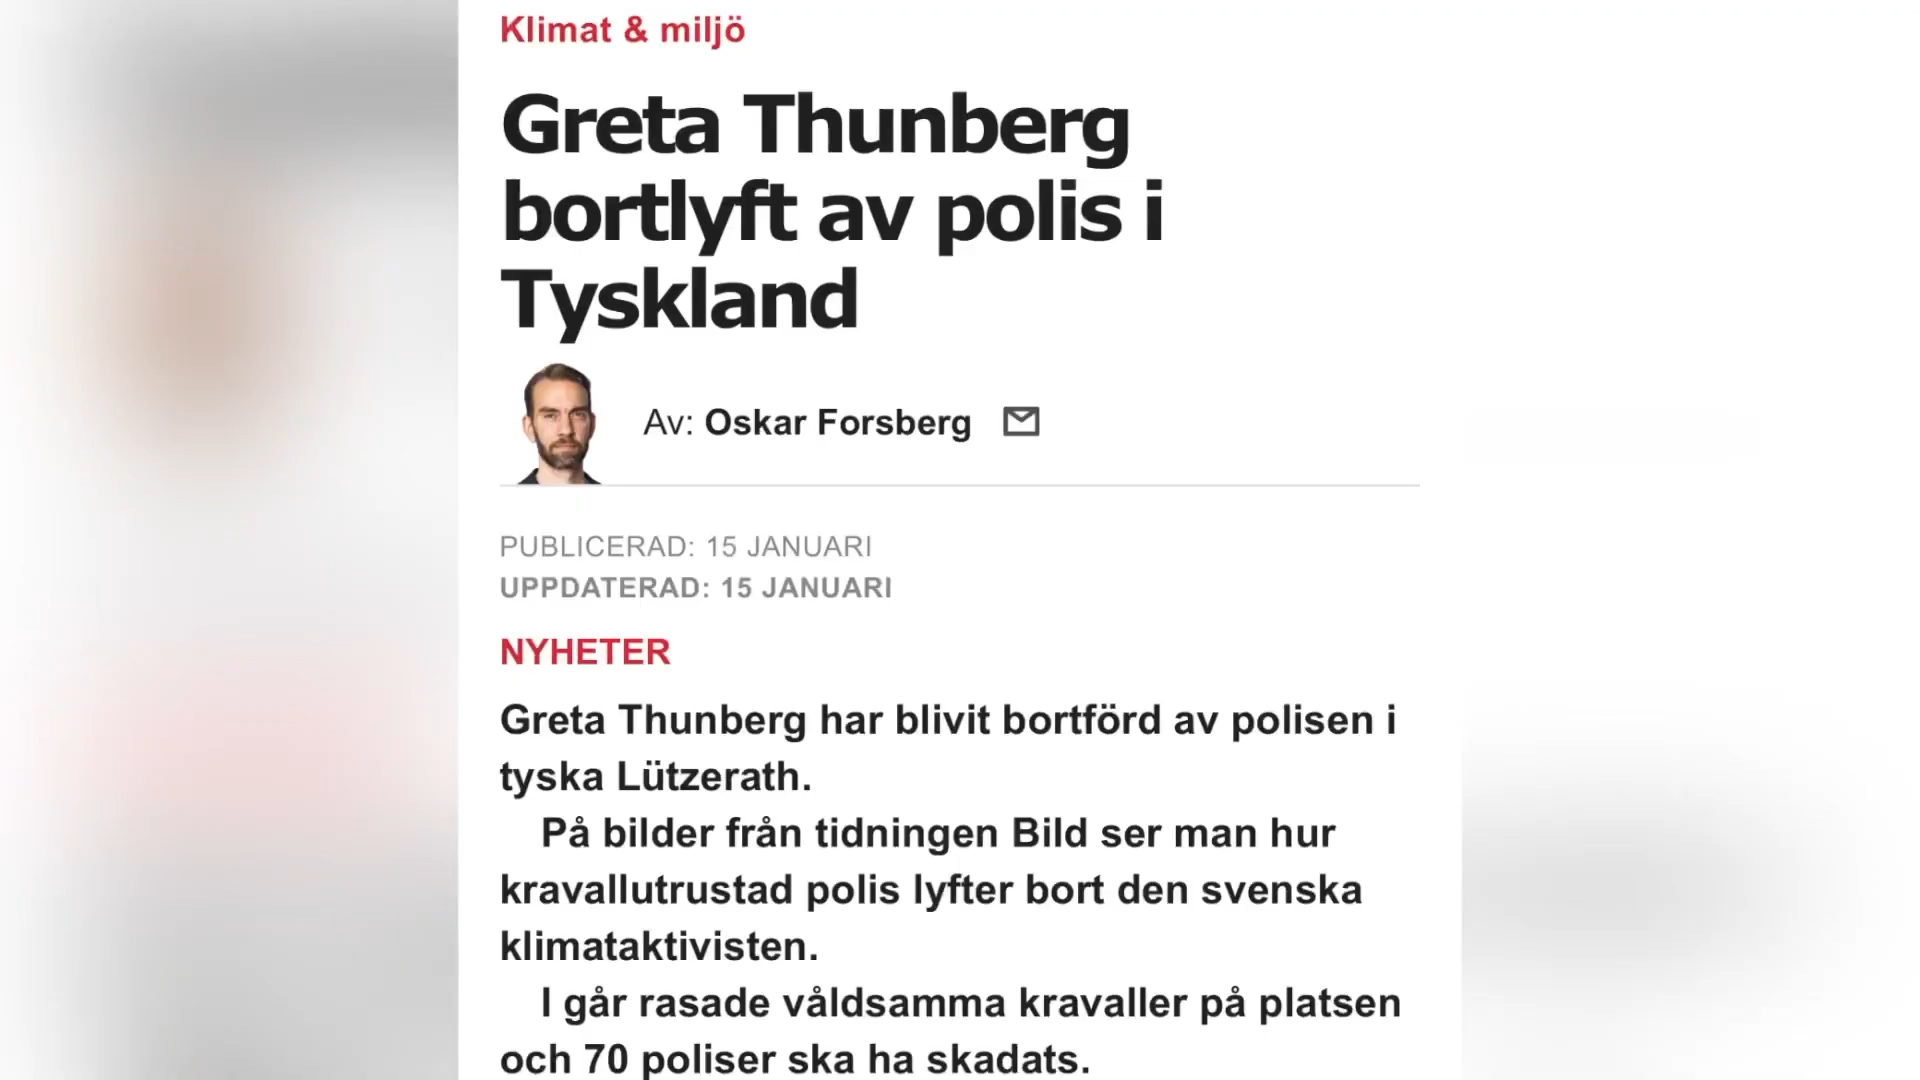 Klimat & miljö
Greta Thunberg
bortlyft av polis i
Tyskland
Av: Oskar Forsberg
PUBLICERAD: 15 JANUARI
UPPDATERAD: 15 JANUARI
NYHETER
Greta Thunberg har blivit bortförd av polisen i
tyska Lützerath.
På bilder från tidningen Bild ser man hur
kravallutrustad polis lyfter bort den svenska
klimataktivisten.
I går rasade våldsamma kravaller på platsen
och 70 poliser ska ha skadats.